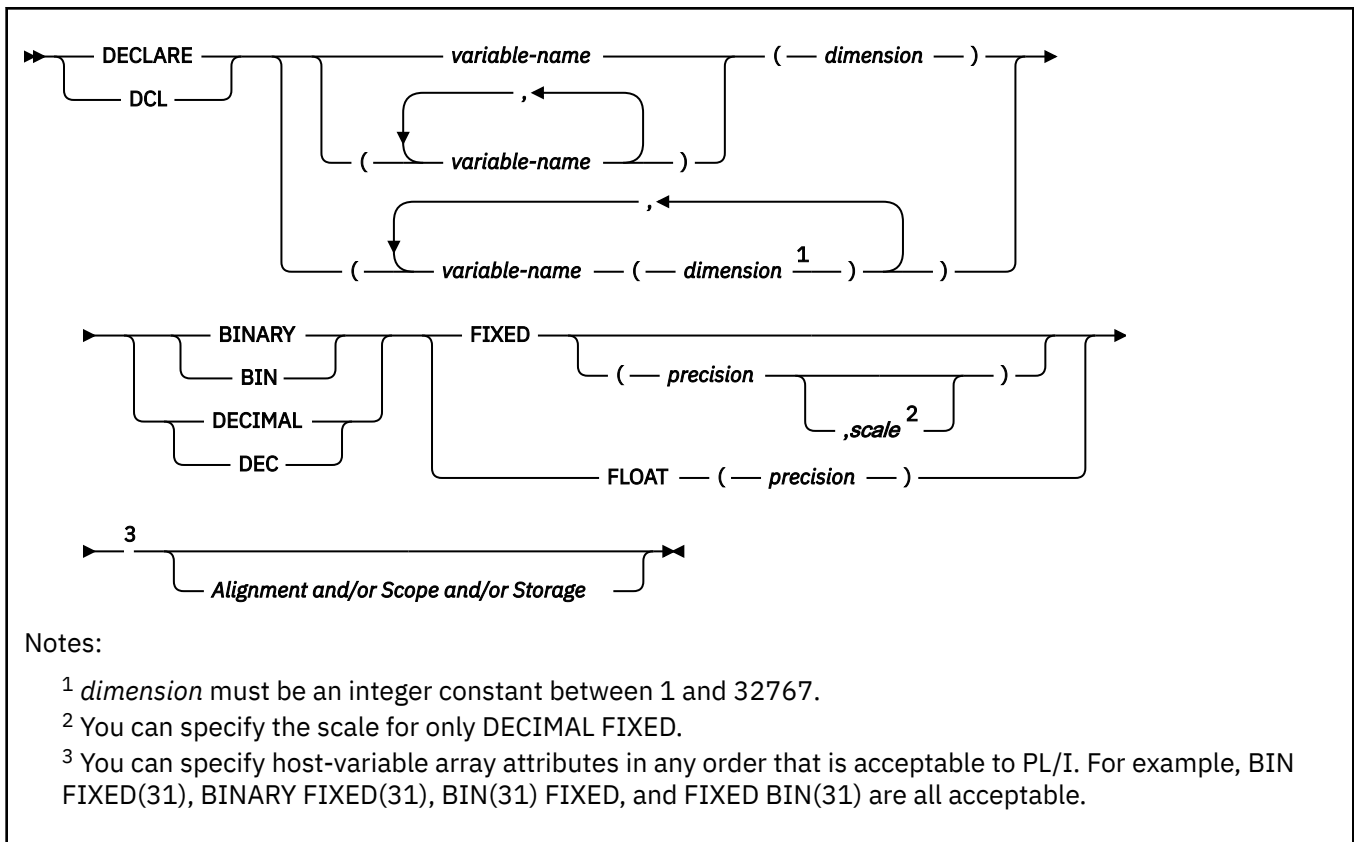 DECLARE variable-name ( dimension )
DCL ,
( variable-name )
,
( variable-name ( dimension 1 ) )
BINARY FIXED
BIN ( precision )
DECIMAL ,scale 2
DEC
FLOAT ( precision )
3
Alignment and/or Scope and/or Storage
Notes:
1 dimension must be an integer constant between 1 and 32767.
2 You can specify the scale for only DECIMAL FIXED.
3 You can specify host-variable array attributes in any order that is acceptable to PL/I. For example, BIN
FIXED(31), BINARY FIXED(31), BIN(31) FIXED, and FIXED BIN(31) are all acceptable.